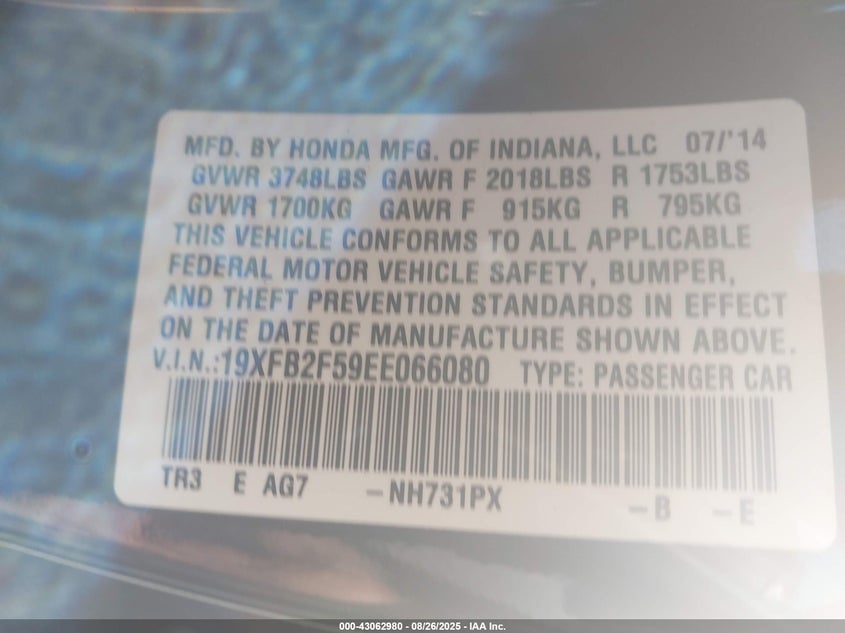 MFD. BY HONDA MFG. OF INDIANA, LLC 07/'14
GVWR 3748LBS GAWR F 2018LBS R 1753LBS
GVWR 1700KG GAWR F 915KG R 795KG
THIS VEHICLE CONFORMS TO ALL APPLICABLE
FEDERAL MOTOR VEHICLE SAFETY, BUMPER,
AND THEFT PREVENTION STANDARDS IN EFFECT
ON THE DATE OF MANUFACTURE SHOWN ABOVE.
V.I.N.:19XFB2F59EE066080 TYPE: PASSENGER CAR
TR3 E AG7 -NH731PX -B -E
000-43062980 - 08/26/2025 - IAA Inc.